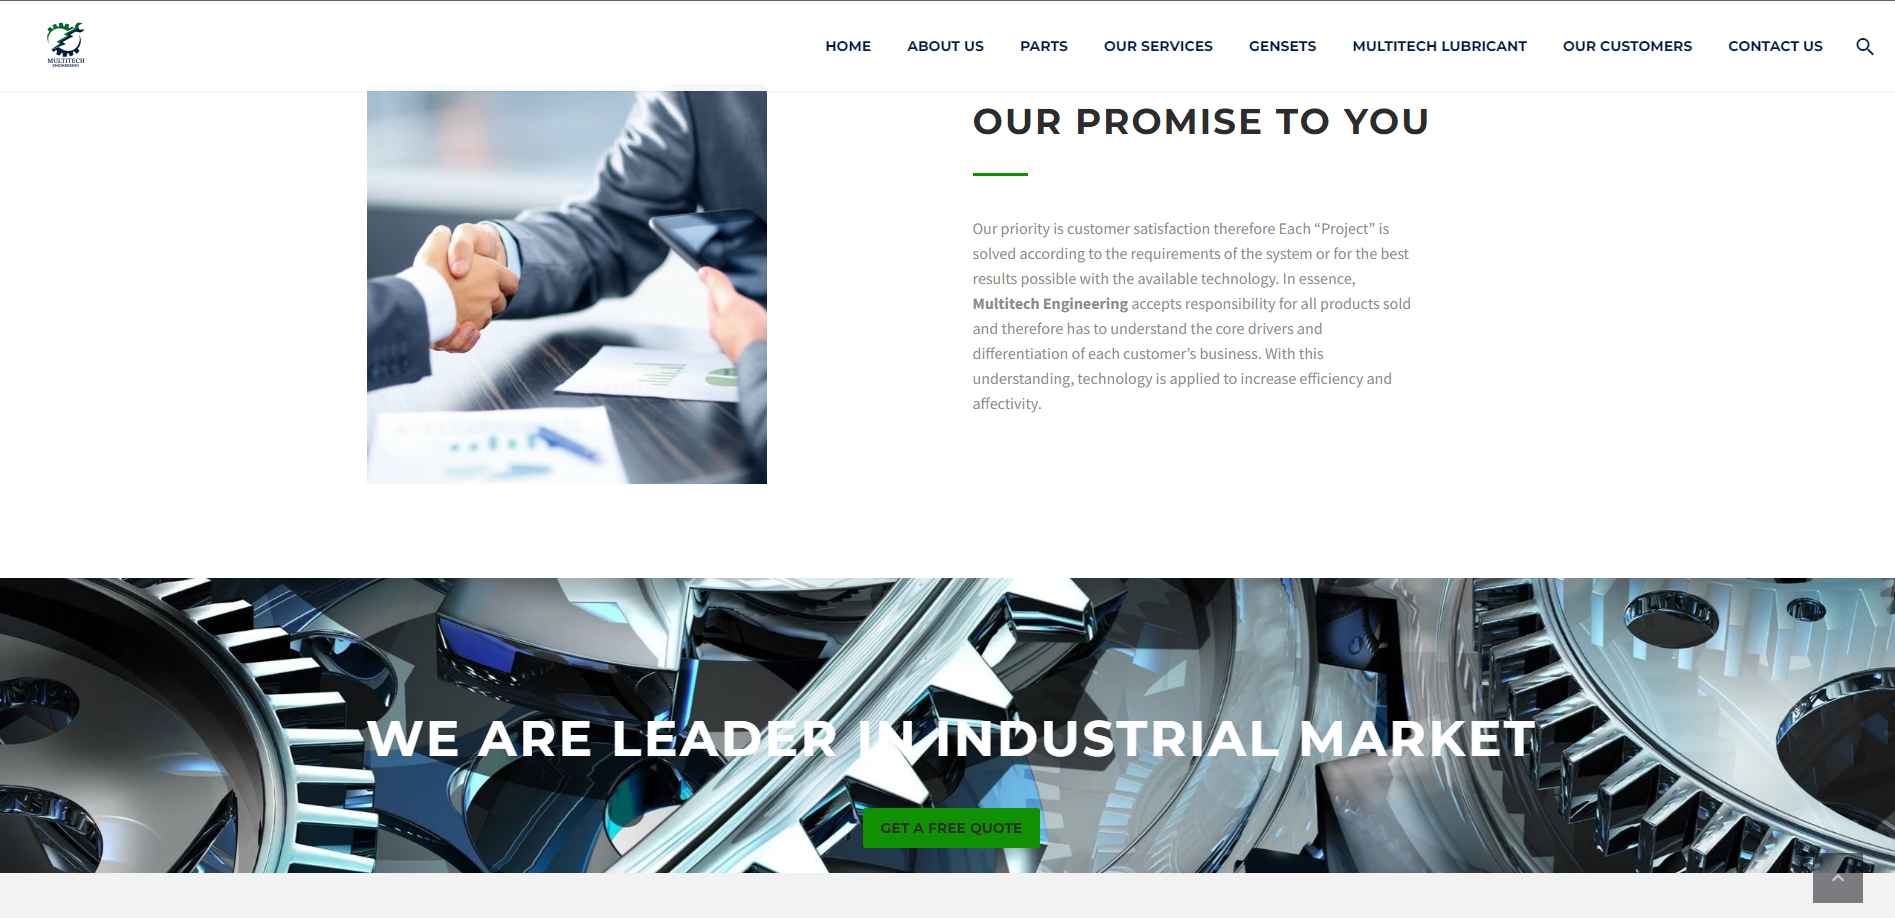 MULTITECH
ENGINEERING
HOME
ABOUT US
PARTS
OUR SERVICES
GENSETS
MULTITECH LUBRICANT
OUR CUSTOMERS
CONTACT US
OUR PROMISE TO YOU
Our priority is customer satisfaction therefore Each “Project” is
solved according to the requirements of the system or for the best
results possible with the available technology. In essence,
Multitech Engineering accepts responsibility for all products sold
and therefore has to understand the core drivers and
differentiation of each customer’s business. With this
understanding, technology is applied to increase efficiency and
affectivity.
WE ARE LEADER IN INDUSTRIAL MARKET
GET A FREE QUOTE